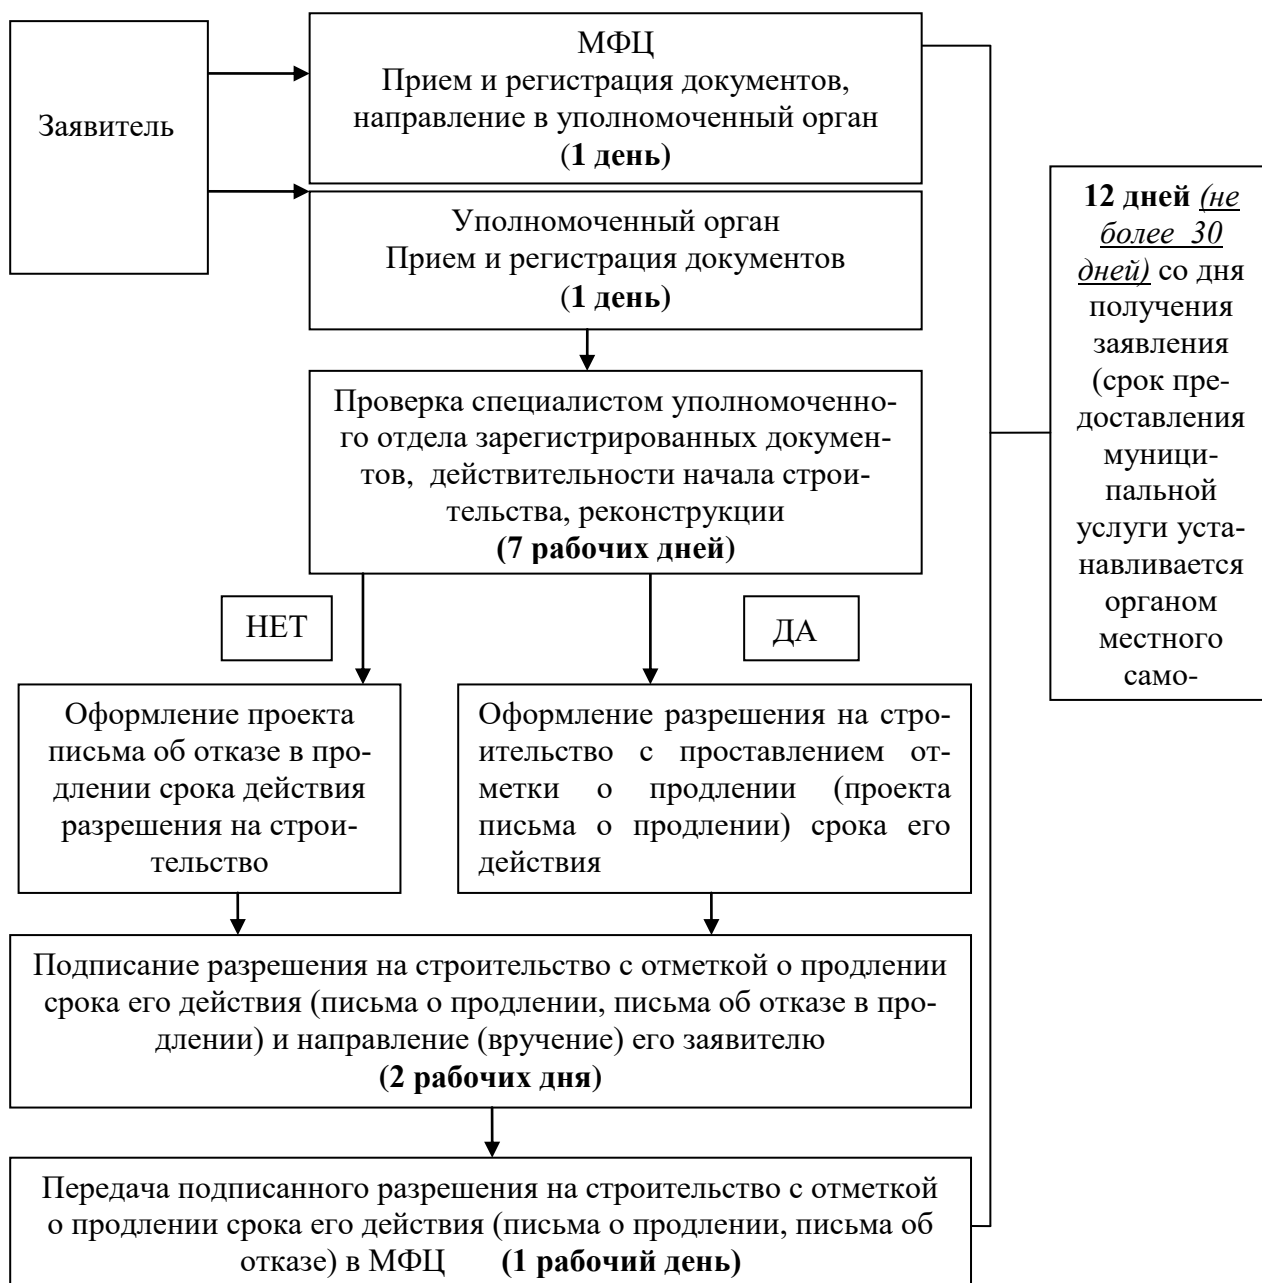 Заявитель
МФЦ
Прием и регистрация документов,
направление в уполномоченный орган
(1 день)
Уполномоченный орган
Прием и регистрация документов
(1 день)
12 дней (не
более 30
дней) со дня
получения
заявления
(срок пре-
доставления
муници-
пальной
услуги уста-
навливается
органом
местного
само-
Проверка специалистом уполномоченно-
го отдела зарегистрированных докумен-
тов, действительности начала строи-
тельства, реконструкции
(7 рабочих дней)
НЕТ
ДА
Оформление проекта
письма об отказе в про-
длении срока действия
разрешения на строи-
тельство
Оформление разрешения на стро-
ительство с проставлением от-
метки о продлении (проекта
письма о продлении) срока его
действия
Подписание разрешения на строительство с отметкой о продлении
срока его действия (письма о продлении, письма об отказе в про-
длении) и направление (вручение) его заявителю
(2 рабочих дня)
Передача подписанного разрешения на строительство с отметкой
о продлении срока его действия (письма о продлении, письма об
отказе) в МФЦ (1 рабочий день)